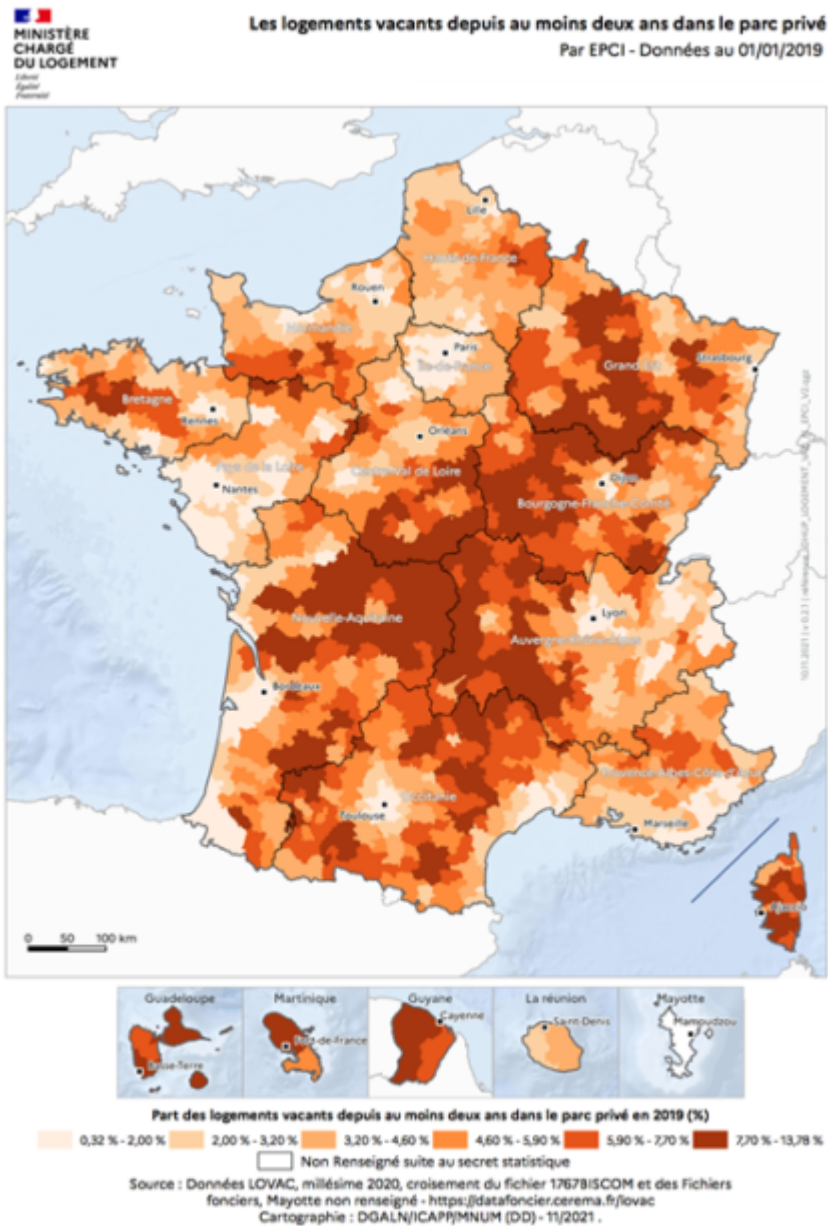 MINISTÈRE
CHARGÉ
DU LOGEMENT
Liberté
Égalité
Fraternité
Les logements vacants depuis au moins deux ans dans le parc privé
Par EPCI - Données au 01/01/2019
Lille
Hauts-de-France
Rouen
Normandie
Paris
Île-de-France
Grand Est
Strasbourg
Bretagne
Rennes
Pays de la Loire
Orléans
Centre-Val de Loire
Nantes
Dijon
Bourgogne-Franche-Comté
Nouvelle-Aquitaine
Lyon
Auvergne-Rhône-Alpes
Bordeaux
Provence-Alpes-Côte d'Azur
Occitanie
Toulouse
Marseille
Ajaccio
0 50 100 km
Guadeloupe
Martinique
Guyane
La réunion
Mayotte
Cayenne
Saint-Denis
Mamoudzou
Fort-de-France
Basse-Terre
Part des logements vacants depuis au moins deux ans dans le parc privé en 2019 (%)
0,32 % - 2,00 % 2,00 % - 3,20 % 3,20 % - 4,60 % 4,60 % - 5,90 % 5,90 % - 7,70 % 7,70 % - 13,78 %
Non Renseigné suite au secret statistique
Source : Données LOVAC, millésime 2020, croisement du fichier 1767BISCOM et des Fichiers
fonciers, Mayotte non renseigné - https://datafoncier.cerema.fr/lovac
Cartographie : DGALN/ICAPP/MNUM (DD) - 11/2021 .